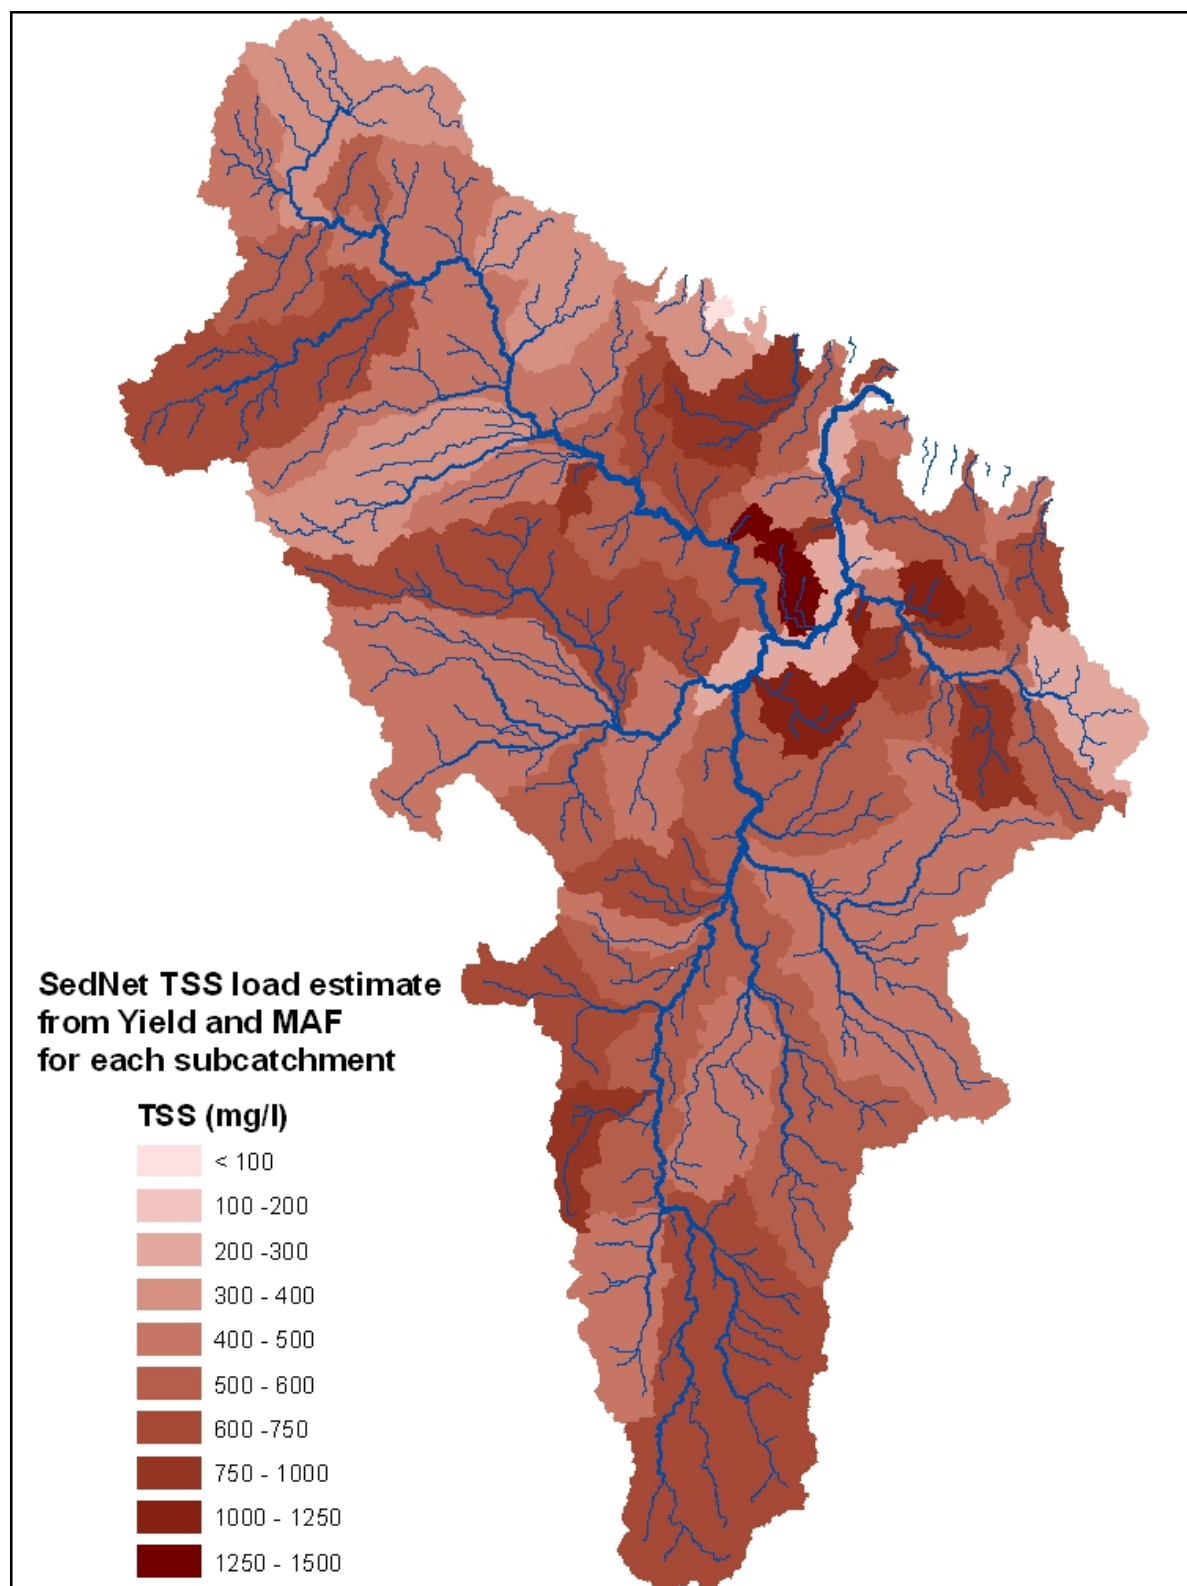 SedNet TSS load estimate
from Yield and MAF
for each subcatchment
TSS (mg/l)
< 100
100 -200
200 -300
300 - 400
400 - 500
500 - 600
600 -750
750 - 1000
1000 - 1250
1250 - 1500